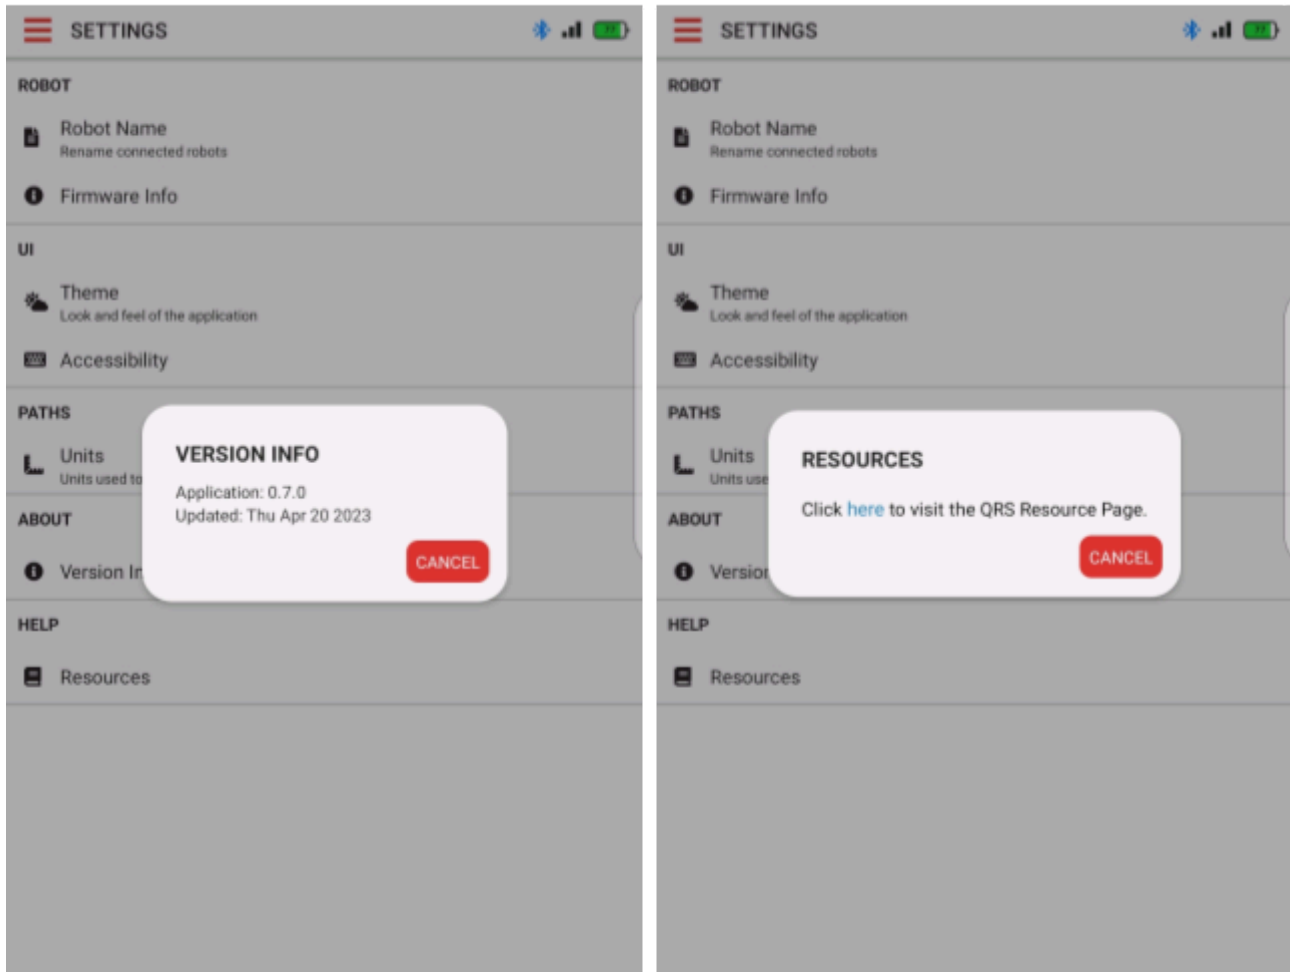 SETTINGS
ROBOT
Robot Name
Rename connected robots
Firmware Info
UI
Theme
Look and feel of the application
Accessibility
PATHS
Units
Units used to
VERSION INFO
Application: 0.7.0
Updated: Thu Apr 20 2023
CANCEL
ABOUT
Version In
HELP
Resources
SETTINGS
ROBOT
Robot Name
Rename connected robots
Firmware Info
UI
Theme
Look and feel of the application
Accessibility
PATHS
Units
Units use
RESOURCES
Click here to visit the QRS Resource Page.
CANCEL
ABOUT
Version
HELP
Resources